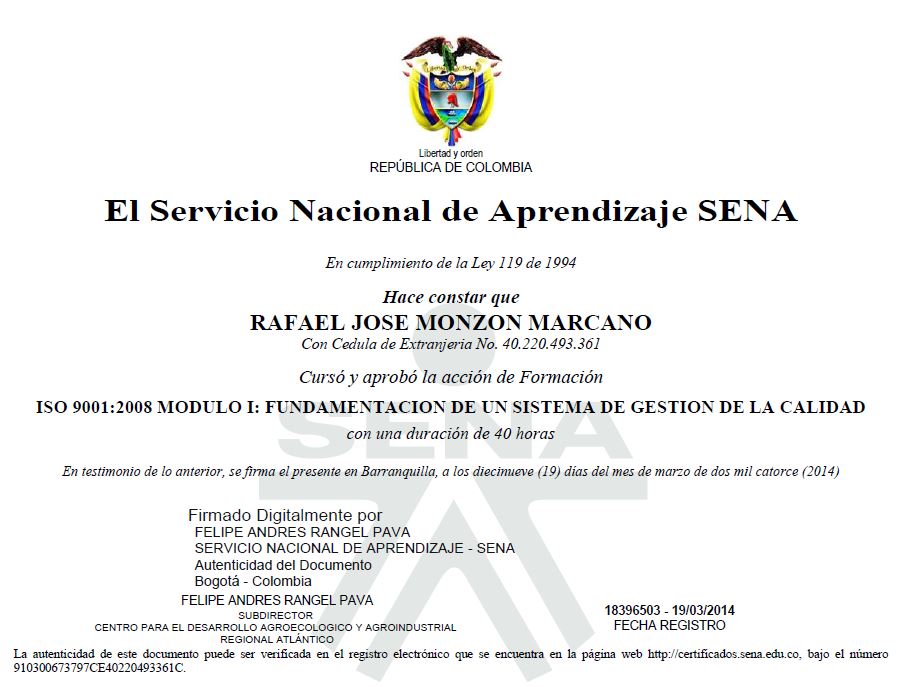 Libertad y orden
REPÚBLICA DE COLOMBIA
El Servicio Nacional de Aprendizaje SENA
En cumplimiento de la Ley 119 de 1994
Hace constar que
RAFAEL JOSE MONZON MARCANO
Con Cedula de Extranjeria No. 40.220.493.361
Cursó y aprobó la acción de Formación
ISO 9001:2008 MODULO I: FUNDAMENTACION DE UN SISTEMA DE GESTION DE LA CALIDAD
SENA
con una duración de 40 horas
En testimonio de lo anterior, se firma el presente en Barranquilla, a los diecinueve (19) días del mes de marzo de dos mil catorce (2014)
Firmado Digitalmente por
FELIPE ANDRES RANGEL PAVA
SERVICIO NACIONAL DE APRENDIZAJE - SENA
Autenticidad del Documento
Bogotá - Colombia
FELIPE ANDRES RANGEL PAVA
SUBDIRECTOR
CENTRO PARA EL DESARROLLO AGROECOLOGICO Y AGROINDUSTRIAL
REGIONAL ATLÁNTICO
18396503 - 19/03/2014
FECHA REGISTRO
La autenticidad de este documento puede ser verificada en el registro electrónico que se encuentra en la página web http://certificados.sena.edu.co, bajo el número
910300673797CE40220493361C.